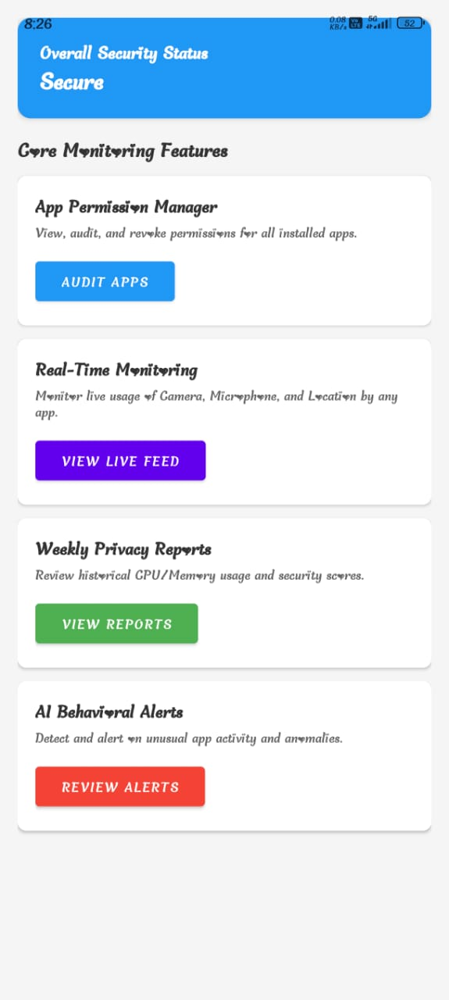 8:26
0.08
KB/s
Vo
LTE
5G
52
Overall Security Status
Secure
Core Monitoring Features
App Permission Manager
View, audit, and revoke permissions for all installed apps.
AUDIT APPS
Real-Time Monitoring
Monitor live usage of Camera, Microphone, and Location by any
app.
VIEW LIVE FEED
Weekly Privacy Reports
Review historical CPU/Memory usage and security scores.
VIEW REPORTS
AI Behavioral Alerts
Detect and alert on unusual app activity and anomalies.
REVIEW ALERTS